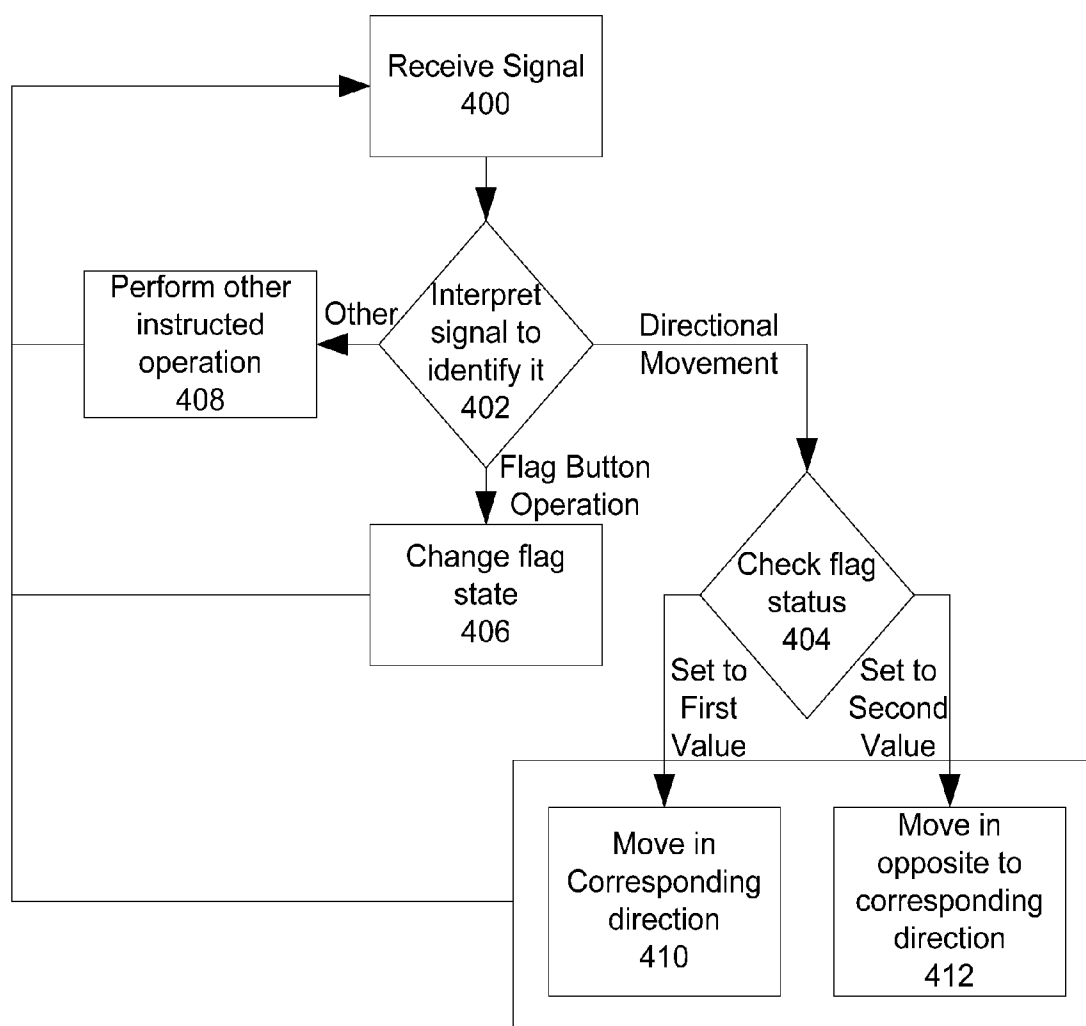 Receive Signal
400
Perform other
instructed
operation
408
Other
Interpret
signal to
identify it
402
Directional
Movement
Flag Button
Operation
Change flag
state
406
Check flag
status
404
Set to
First
Value
Set to
Second
Value
Move in
Corresponding
direction
410
Move in
opposite to
corresponding
direction
412